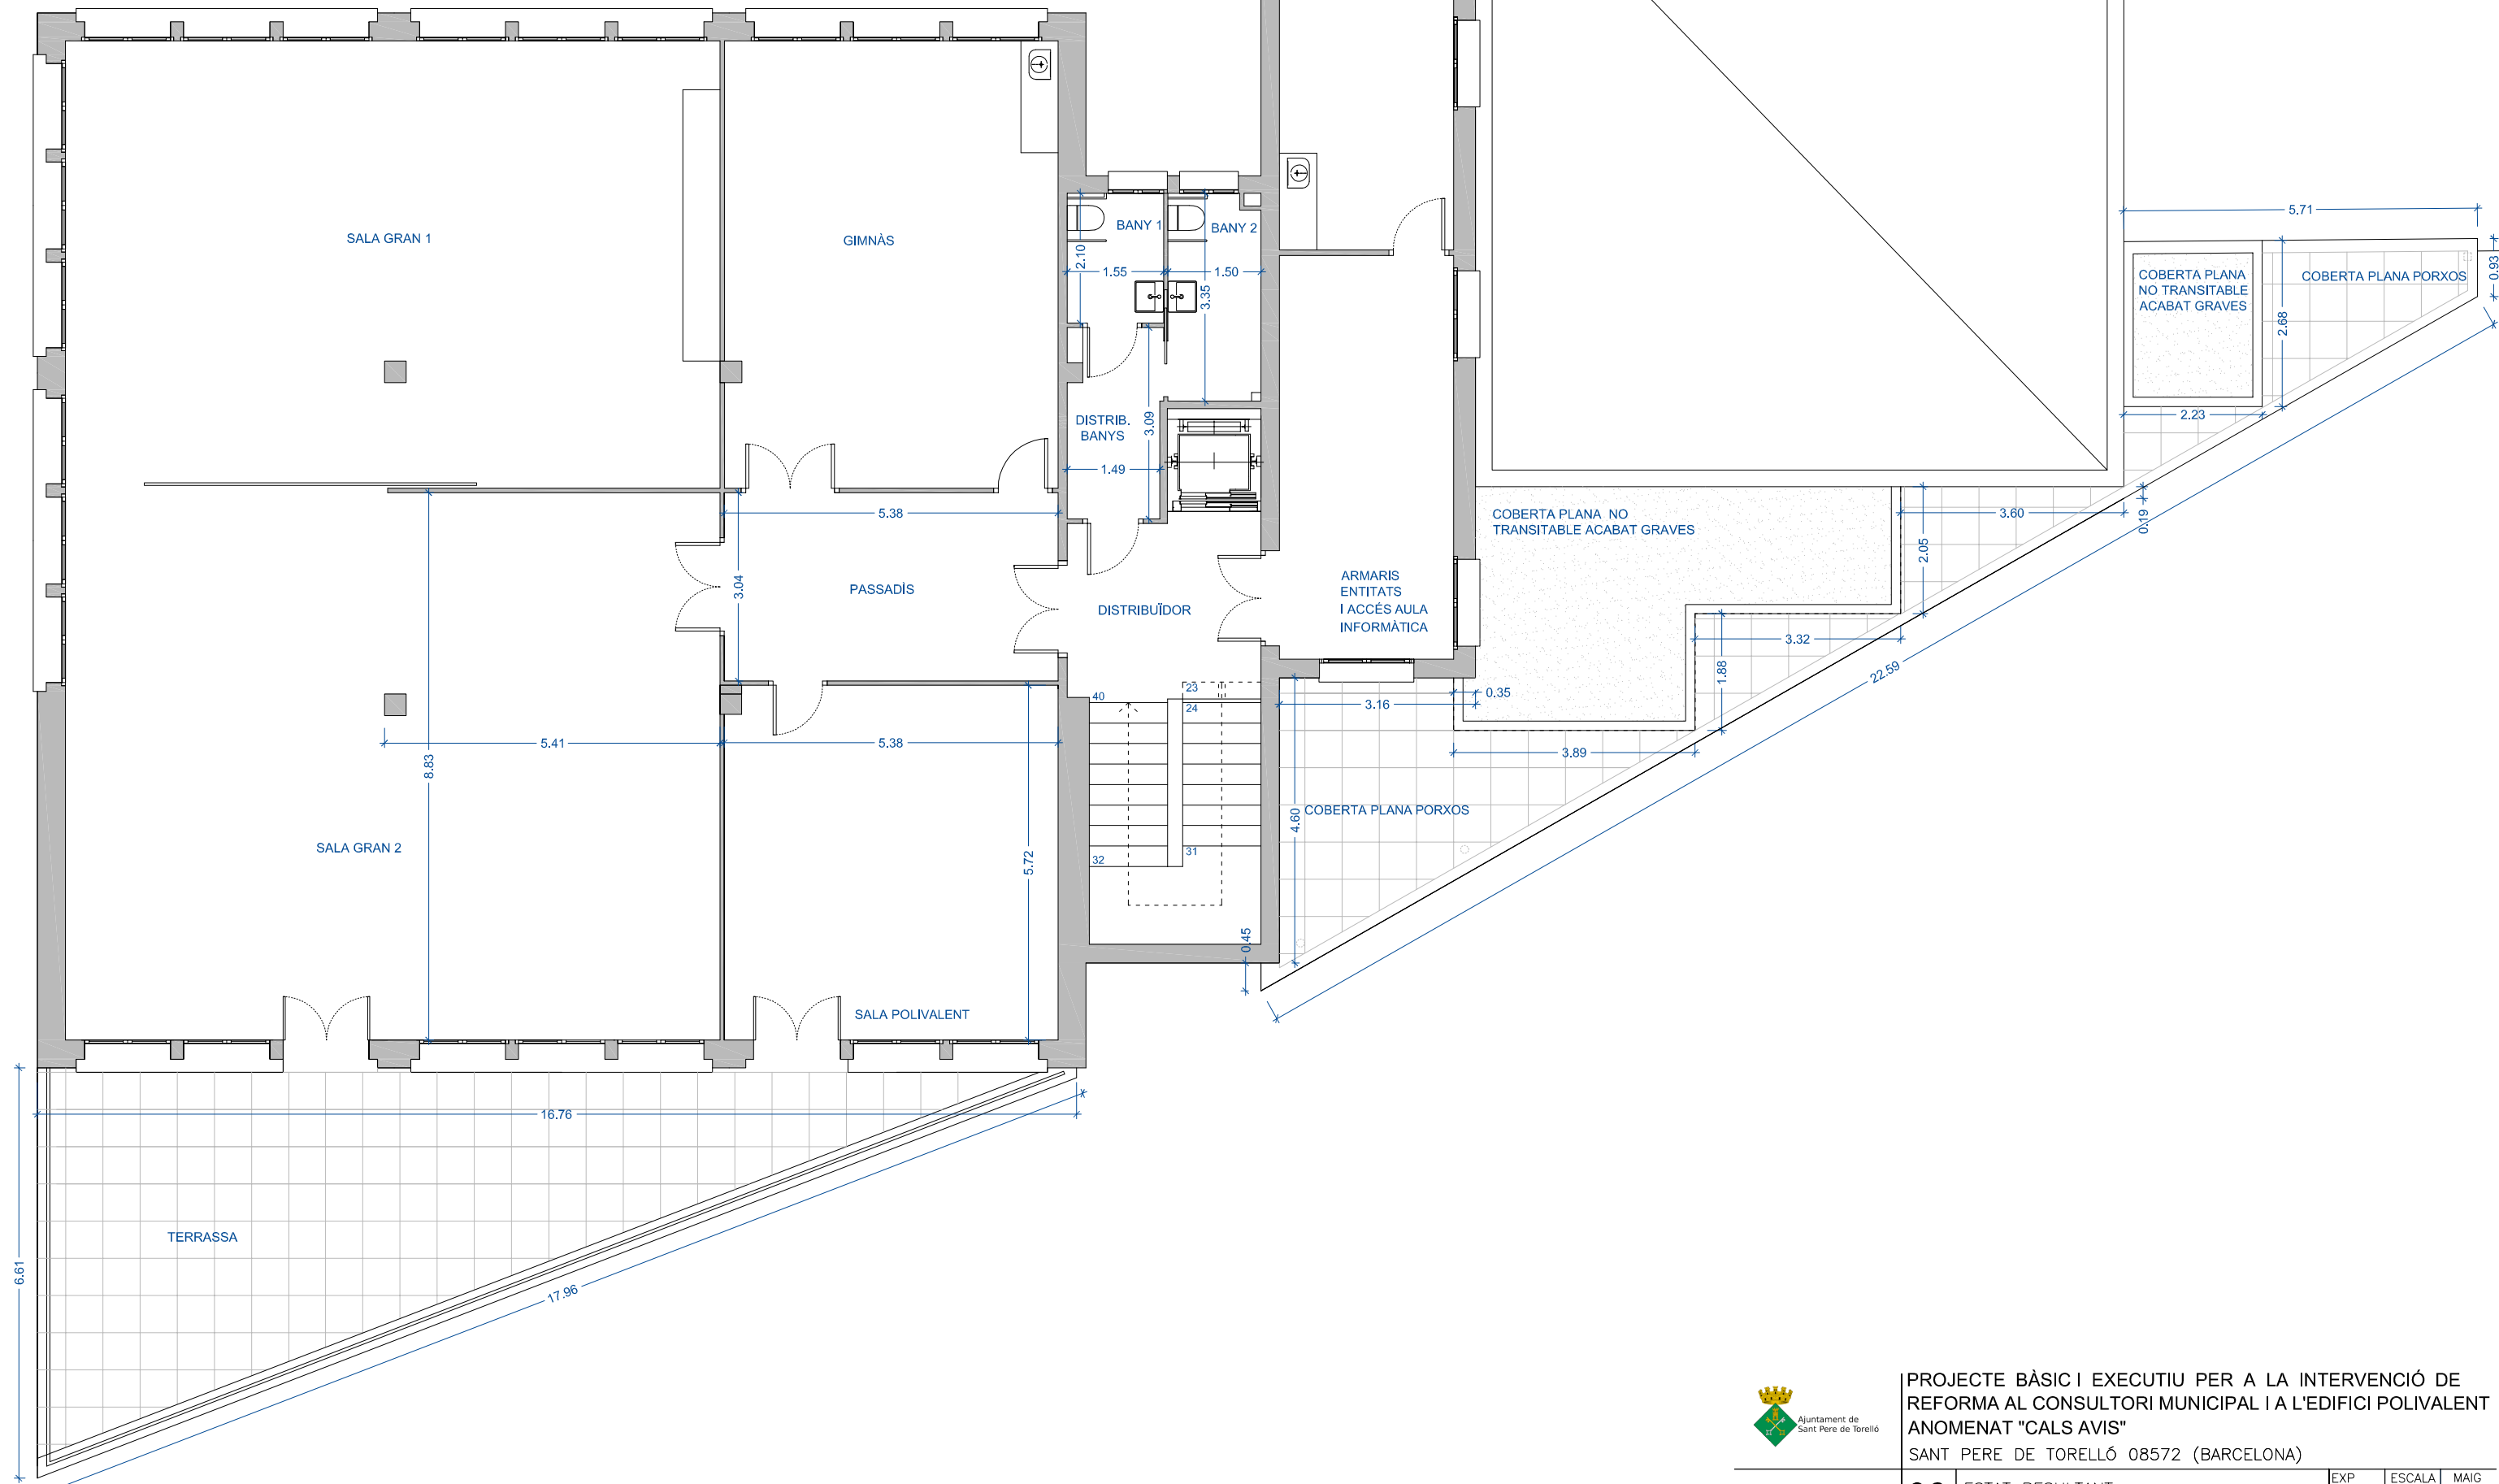 SALA GRAN 1
GIMNÀS
BANY 1
BANY 2
2.10
1.55
1.50
3.35
5.71
0.93
COBERTA PLANA
NO TRANSITABLE
ACABAT GRAVES
COBERTA PLANA PORXOS
2.68
2.23
DISTRIB.
BANYS
3.09
1.49
5.38
3.04
PASSADÌS
DISTRIBUÏDOR
ARMARIS
ENTITATS
I ACCÉS AULA
INFORMÀTICA
COBERTA PLANA NO
TRANSITABLE ACABAT GRAVES
3.60
0.19
2.05
3.32
1.88
22.59
0.35
3.16
3.89
40
23
24
32
31
5.41
5.38
8.83
5.72
4.60
COBERTA PLANA PORXOS
0.45
SALA GRAN 2
SALA POLIVALENT
16.76
TERRASSA
6.61
17.96
Ajuntament de
Sant Pere de Torelló
PROJECTE BÀSIC I EXECUTIU PER A LA INTERVENCIÓ DE
REFORMA AL CONSULTORI MUNICIPAL I A L'EDIFICI POLIVALENT
ANOMENAT "CALS AVIS"
SANT PERE DE TORELLÓ 08572 (BARCELONA)
ESTAT RESULTANT
EXP
ESCALA
MAIG